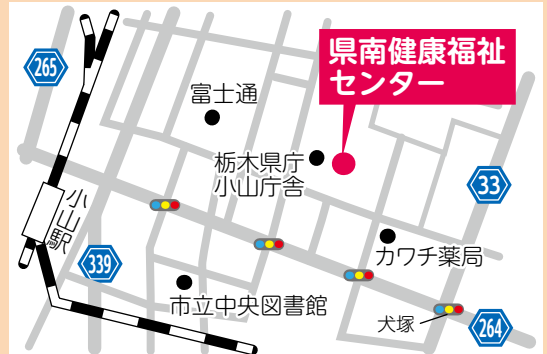 県南健康福祉
センター
265
富士通
栃木県庁
小山庁舎
33
小山駅
カワチ薬局
339
市立中央図書館
犬塚
264